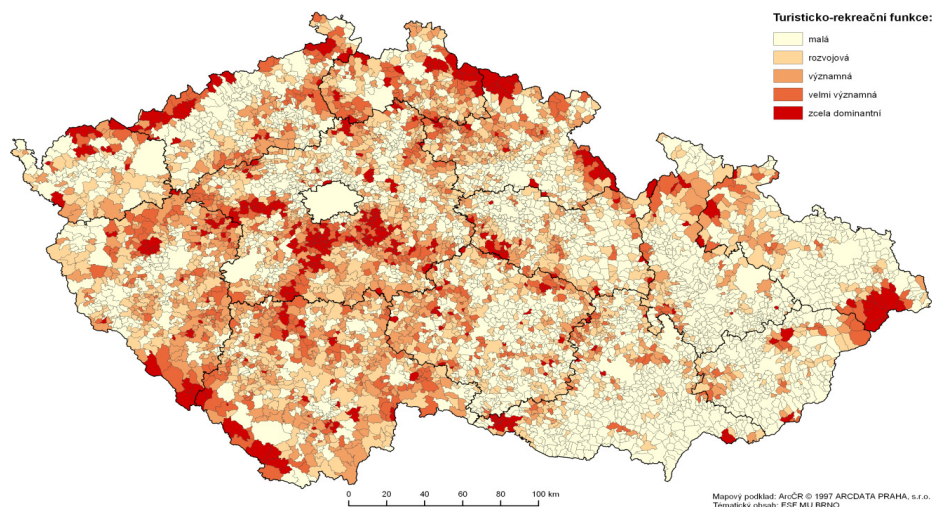 Turisticko-rekreační funkce:
malá
rozvojová
významná
velmi významná
zcela dominantní
0 20 40 60 80 100 km
Mapový podklad: ArcČR © 1997 ARCDATA PRAHA, s.r.o.
Tématický obsah: ESF MU BRNO